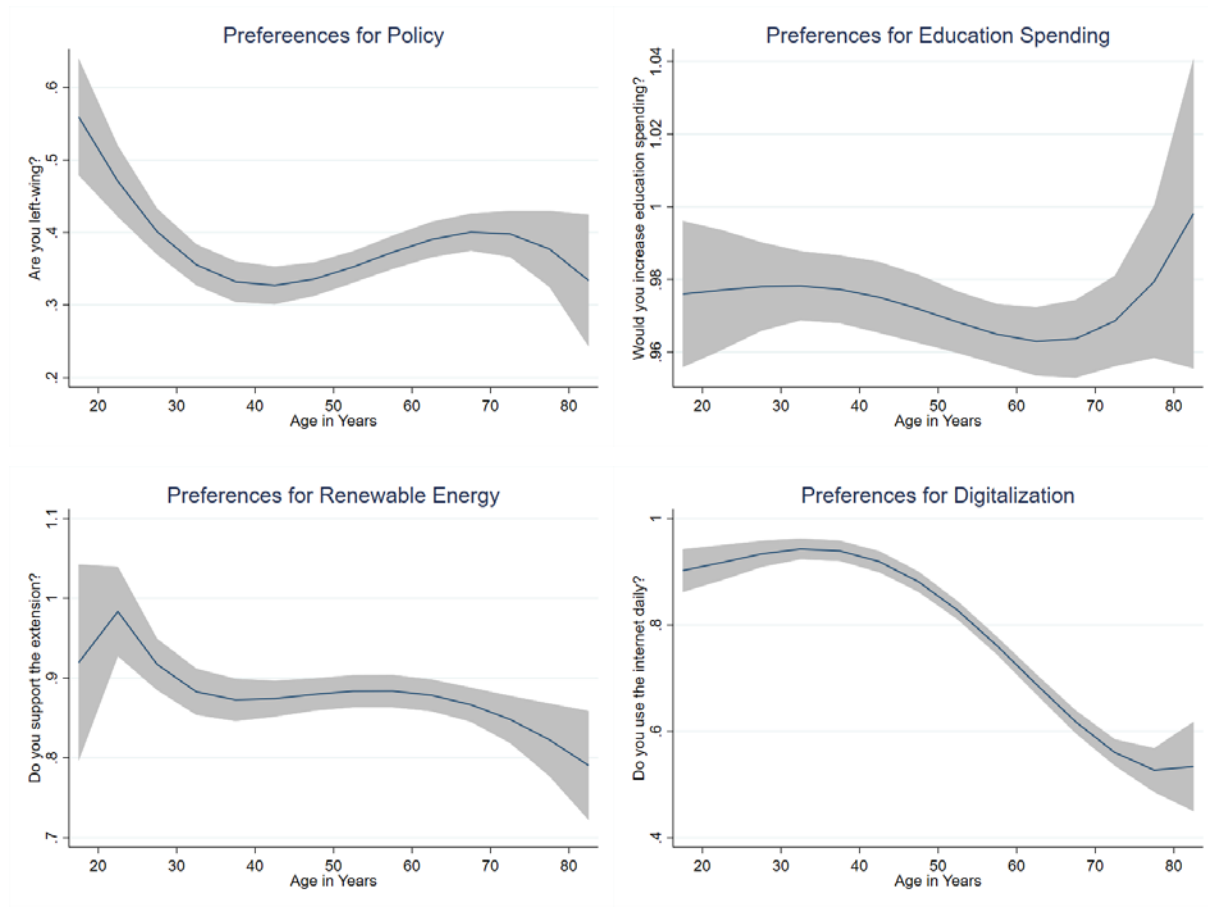 Prefereences for Policy
Are you left-wing?
.6
.5
.4
.3
.2
20 30 40 50 60 70 80
Age in Years
Preferences for Education Spending
Would you increase education spending?
1.04
1.02
1
.98
.96
20 30 40 50 60 70 80
Age in Years
Preferences for Renewable Energy
Do you support the extension?
1.1
1
.9
.8
.7
20 30 40 50 60 70 80
Age in Years
Preferences for Digitalization
Do you use the internet daily?
1
.8
.6
.4
20 30 40 50 60 70 80
Age in Years